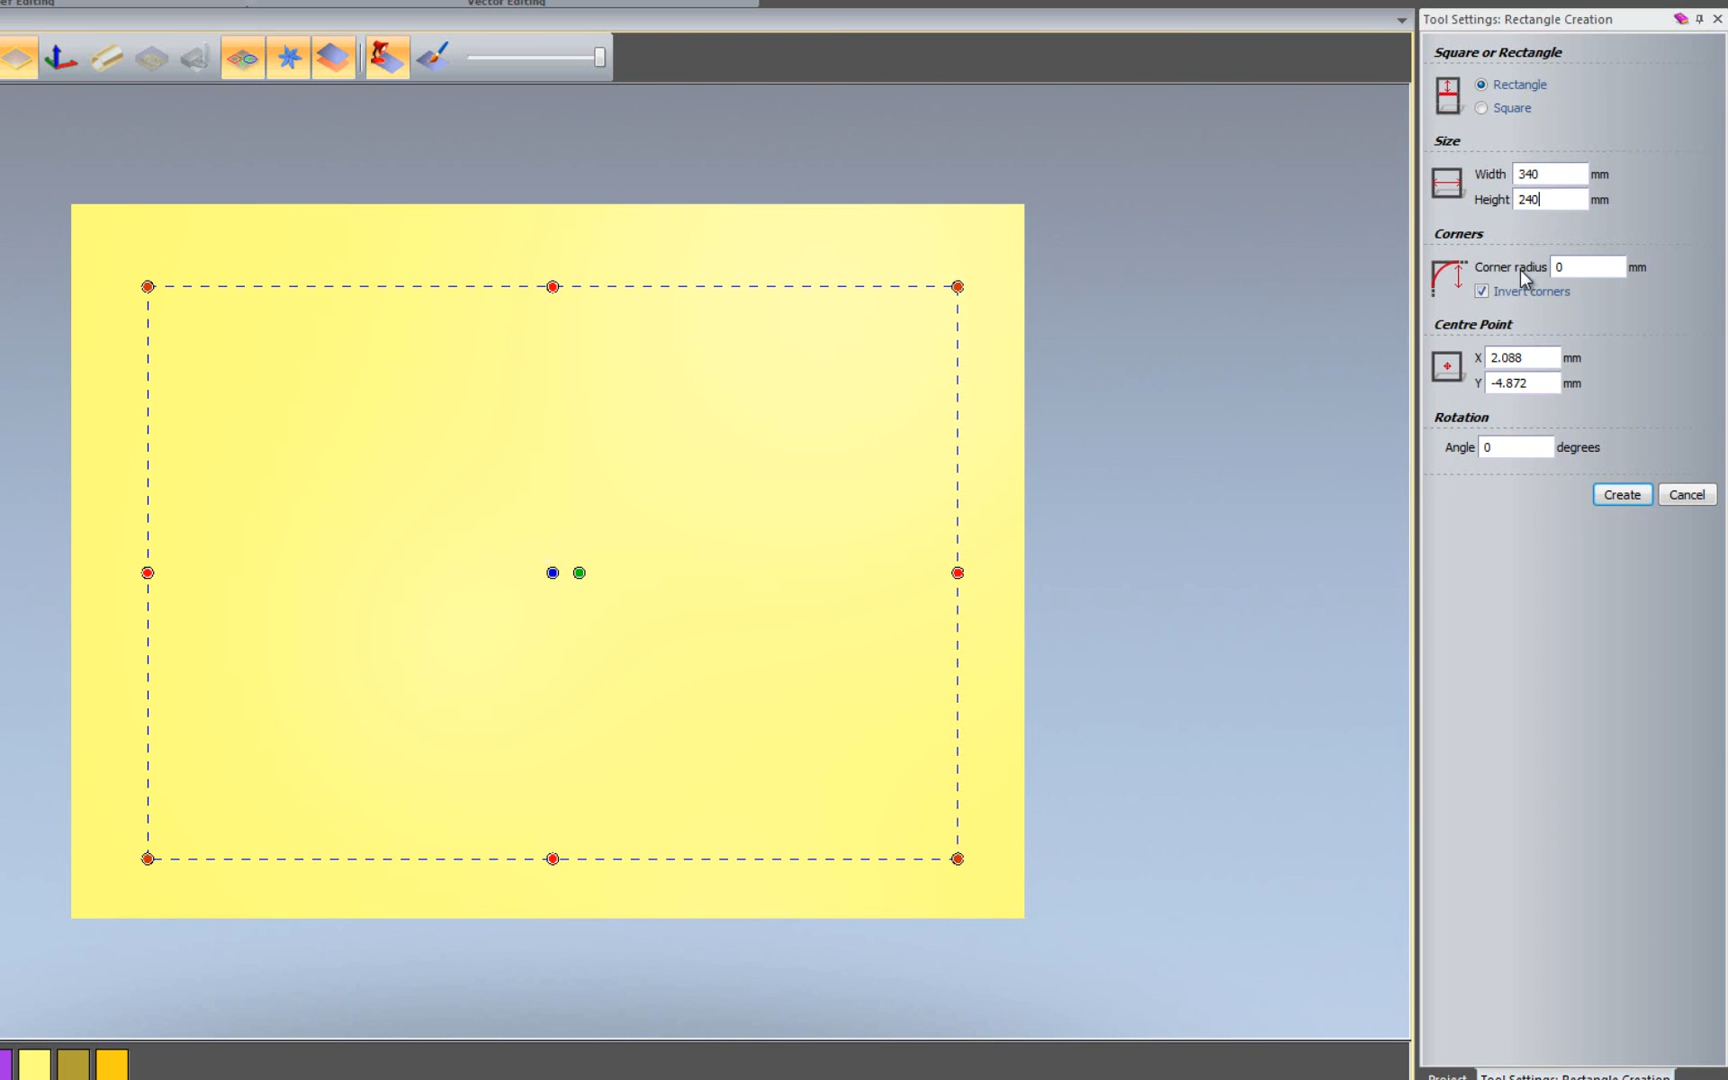 Editing
Vector Editing
Tool Settings: Rectangle Creation
Square or Rectangle
Rectangle
Square
Size
Width 340 mm
Height 240 mm
Corners
Corner radius 0 mm
Invert corners
Centre Point
X 2.088 mm
Y -4.872 mm
Rotation
Angle 0 degrees
Create Cancel
Project Tool Settings: Rectangle Creation